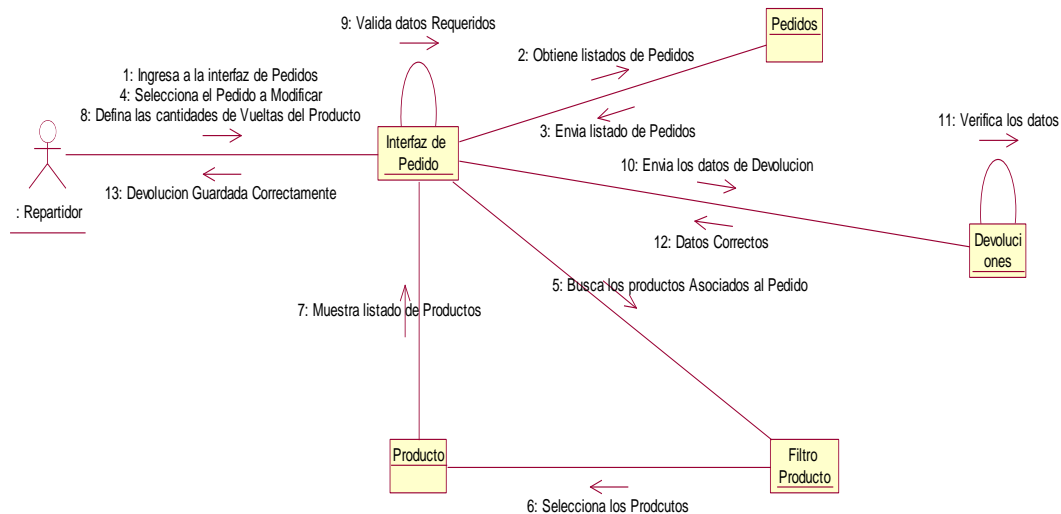 9: Valida datos Requeridos
Pedidos
2: Obtiene listados de Pedidos
1: Ingresa a la interfaz de Pedidos
4: Selecciona el Pedido a Modificar
8: Defina las cantidades de Vueltas del Producto
3: Envia listado de Pedidos
11: Verifica los datos
Interfaz de
Pedido
10: Envia los datos de Devolucion
13: Devolucion Guardada Correctamente
: Repartidor
12: Datos Correctos
Devoluci
ones
5: Busca los productos Asociados al Pedido
7: Muestra listado de Productos
Producto
Filtro
Producto
6: Selecciona los Prodcutos